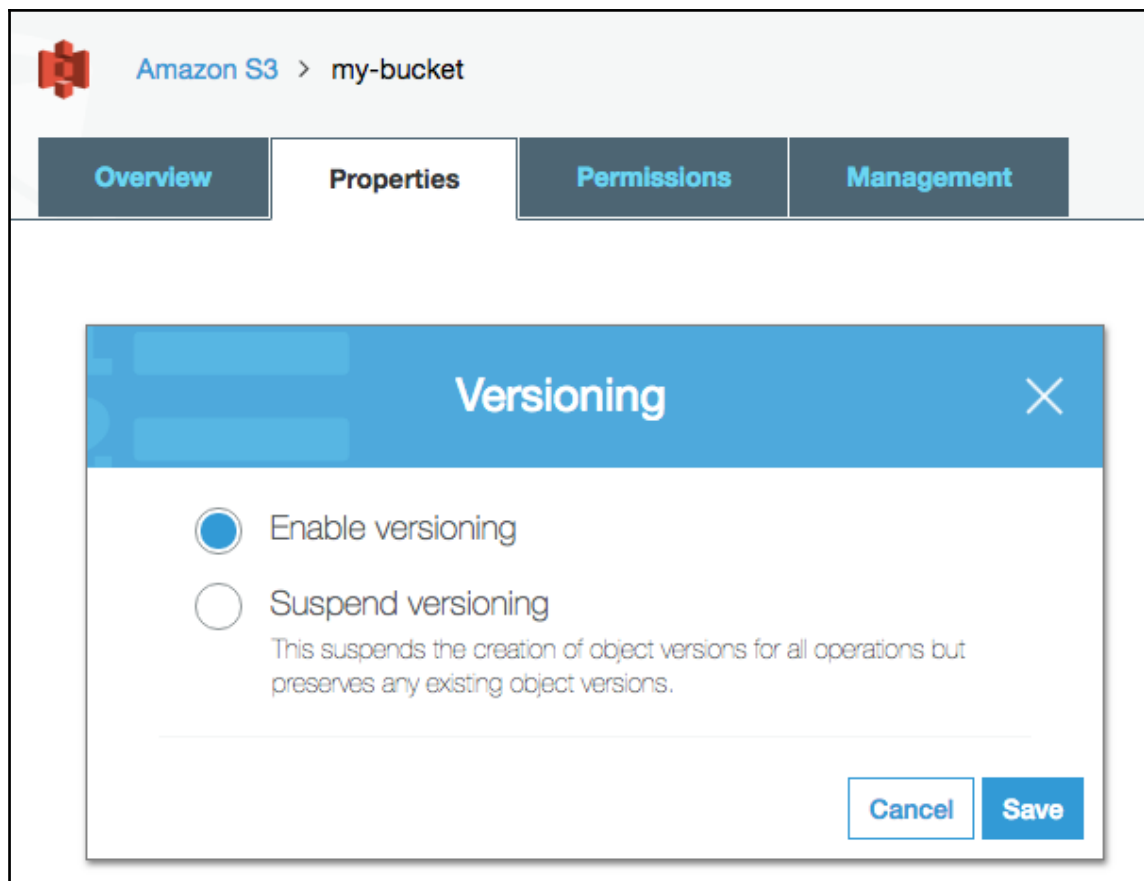 Amazon S3 > my-bucket
Overview Properties Permissions Management
Versioning
Enable versioning
Suspend versioning
This suspends the creation of object versions for all operations but
preserves any existing object versions.
Cancel Save